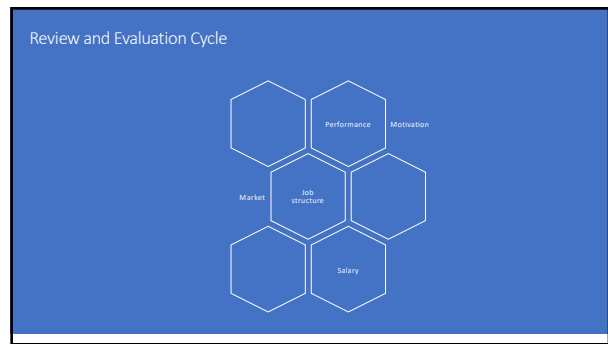 Review and Evaluation Cycle
Performance
Motivation
Market
Job
structure
Salary